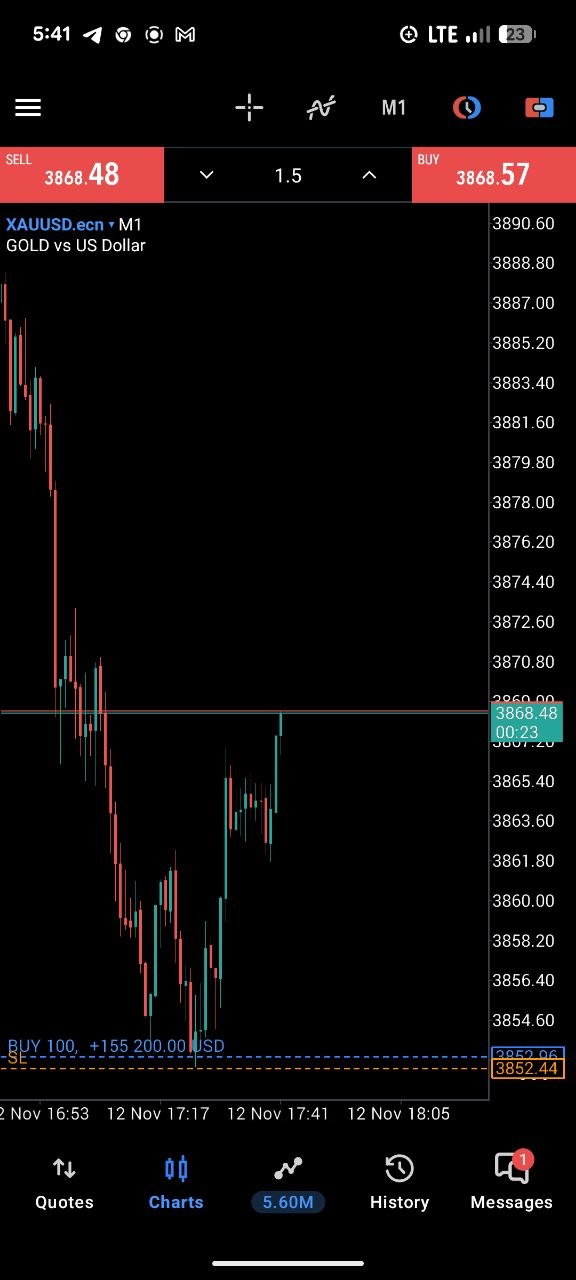 5:41 LTE 23
M1
SELL 3868.48
1.5
BUY 3868.57
XAUUSD.ecn M1
GOLD vs US Dollar
3890.60
3888.80
3887.00
3885.20
3883.40
3881.60
3879.80
3878.00
3876.20
3874.40
3872.60
3870.80
3868.48
00:23
3865.40
3863.60
3861.80
3860.00
3858.20
3856.40
3854.60
BUY 100, +155 200.00 USD
3852.96
SL
3852.44
2 Nov 16:53 12 Nov 17:17 12 Nov 17:41 12 Nov 18:05
1
Quotes Charts 5.60M History Messages